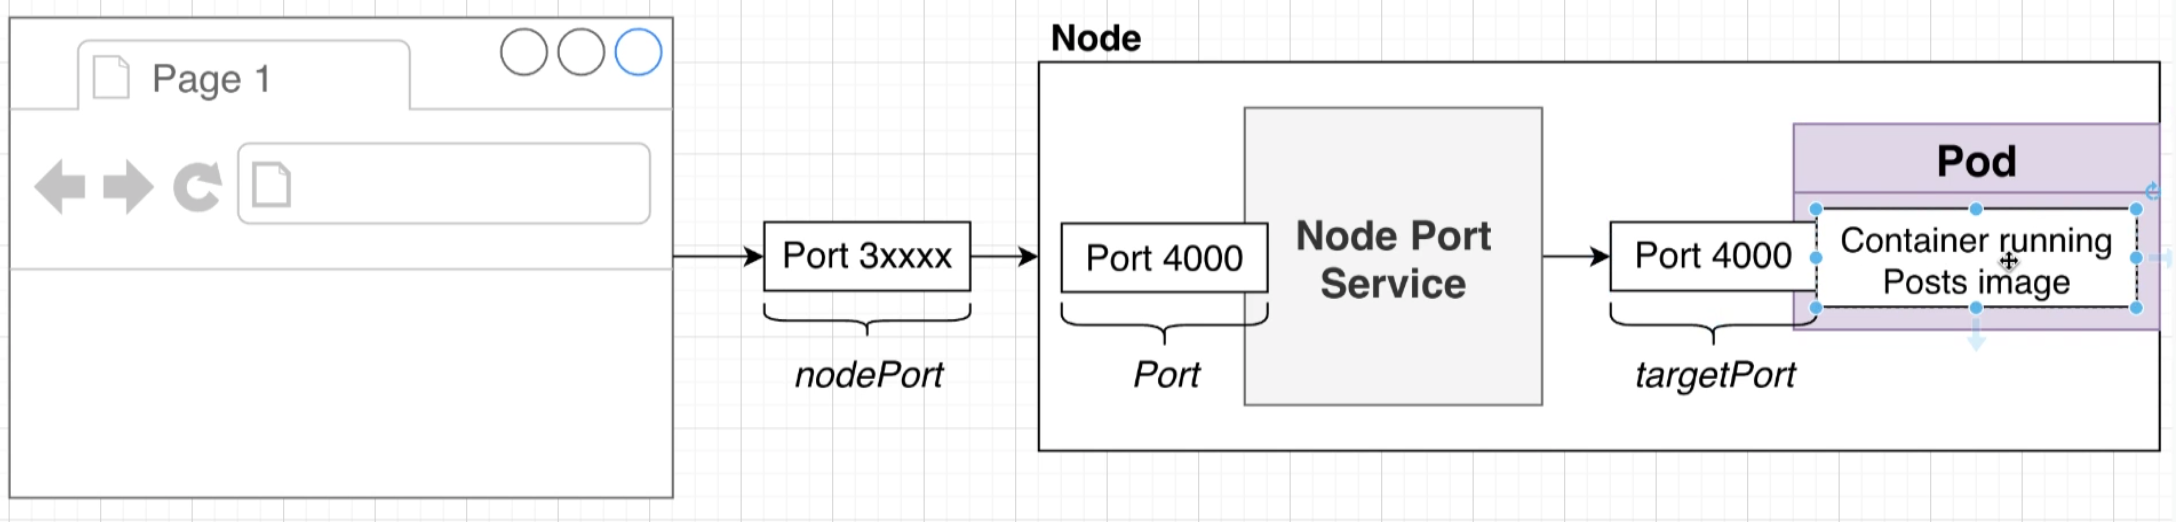 Page 1
Node
Port 3xxxx
nodePort
Port 4000
Port
Node Port
Service
Port 4000
targetPort
Pod
Container running
Posts image